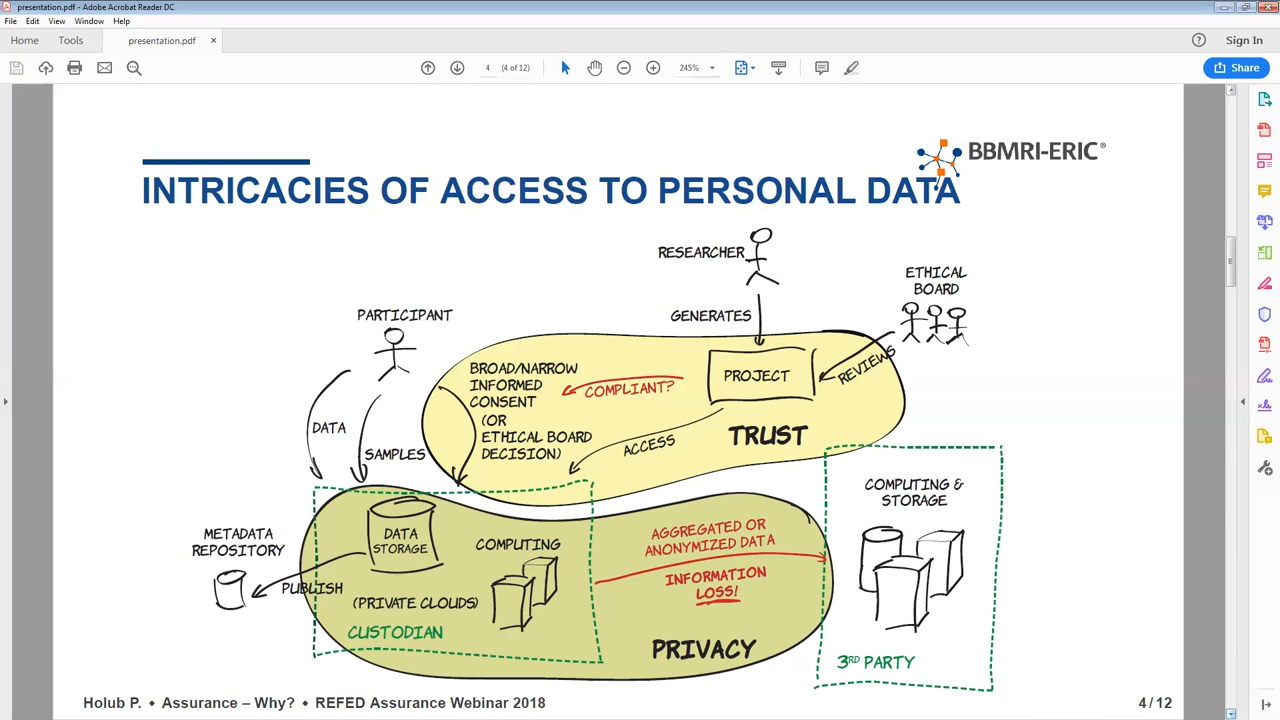 presentation.pdf - Adobe Acrobat Reader DC
File Edit View Window Help
Home Tools presentation.pdf × ? Sign In
4 (4 of 12) 245% Share
BBMRI-ERIC®
INTRICACIES OF ACCESS TO PERSONAL DATA
RESEARCHER
ETHICAL
BOARD
GENERATES
PARTICIPANT
REVIEWS
BROAD/NARROW
INFORMED
CONSENT
(OR
ETHICAL BOARD
DECISION)
COMPLIANT?
PROJECT
DATA
SAMPLES
ACCESS
TRUST
COMPUTING &
STORAGE
METADATA
REPOSITORY
DATA
STORAGE
COMPUTING
AGGREGATED OR
ANONYMIZED DATA
INFORMATION
LOSS!
PUBLISH
(PRIVATE CLOUDS)
CUSTODIAN
PRIVACY
3RD PARTY
Holub P. • Assurance – Why? • REFED Assurance Webinar 2018
4 / 12